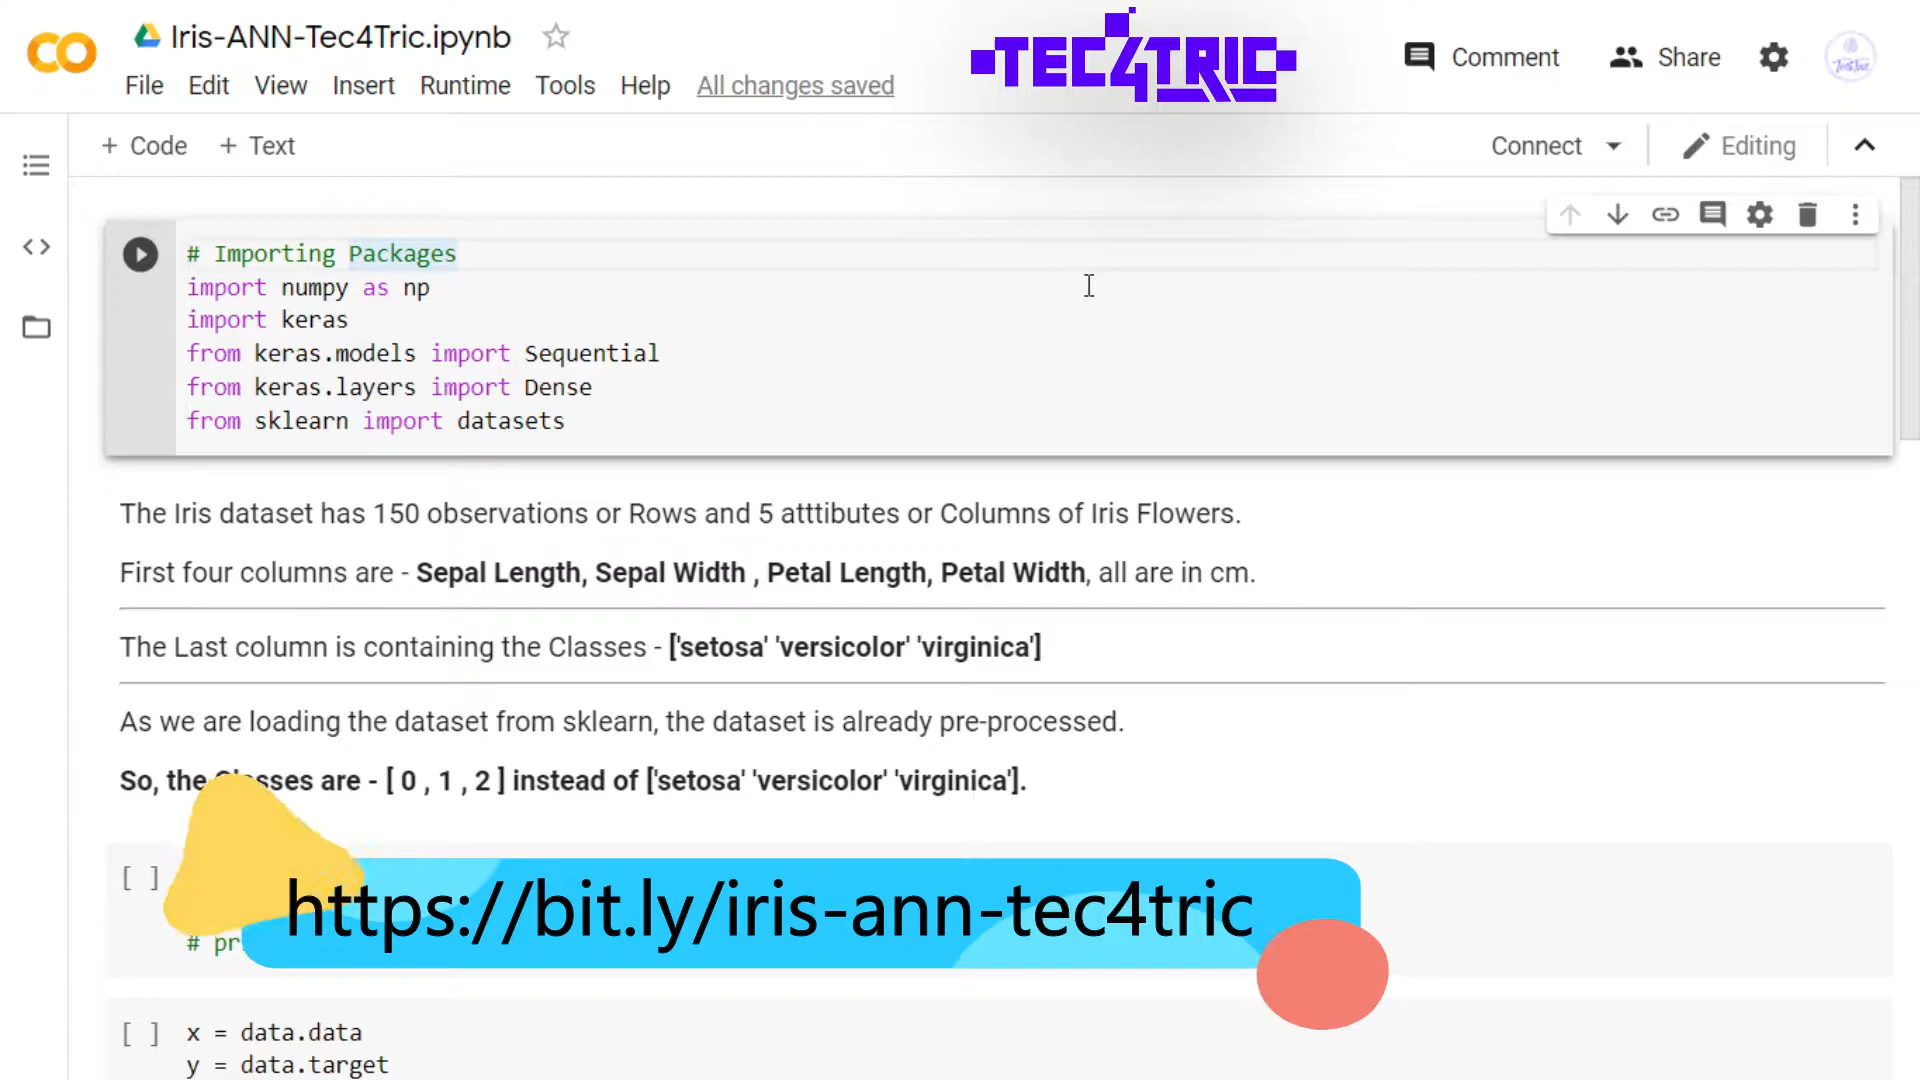 Iris-ANN-Tec4Tric.ipynb
TEC4TRIC
Comment
Share
File Edit View Insert Runtime Tools Help All changes saved
+ Code + Text
Connect
Editing
# Importing Packages
import numpy as np
import keras
from keras.models import Sequential
from keras.layers import Dense
from sklearn import datasets
The Iris dataset has 150 observations or Rows and 5 atttibutes or Columns of Iris Flowers.
First four columns are - Sepal Length, Sepal Width , Petal Length, Petal Width, all are in cm.
The Last column is containing the Classes - ['setosa' 'versicolor' 'virginica']
As we are loading the dataset from sklearn, the dataset is already pre-processed.
So, the Classes are - [ 0 , 1 , 2 ] instead of ['setosa' 'versicolor' 'virginica'].
[ ]
https://bit.ly/iris-ann-tec4tric
# pr
[ ] x = data.data
y = data.target